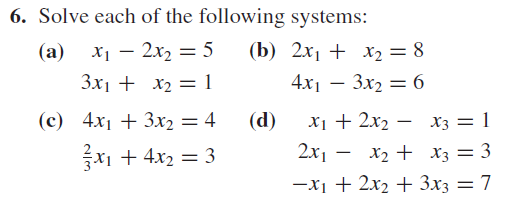 6. Solve each of the following systems:
(a) x₁ − 2x₂ = 5 (b) 2x₁ + x₂ = 8
3x₁ + x₂ = 1 4x₁ − 3x₂ = 6
(c) 4x₁ + 3x₂ = 4 (d) x₁ + 2x₂ − x₃ = 1
⅔x₁ + 4x₂ = 3 2x₁ − x₂ + x₃ = 3
−x₁ + 2x₂ + 3x₃ = 7